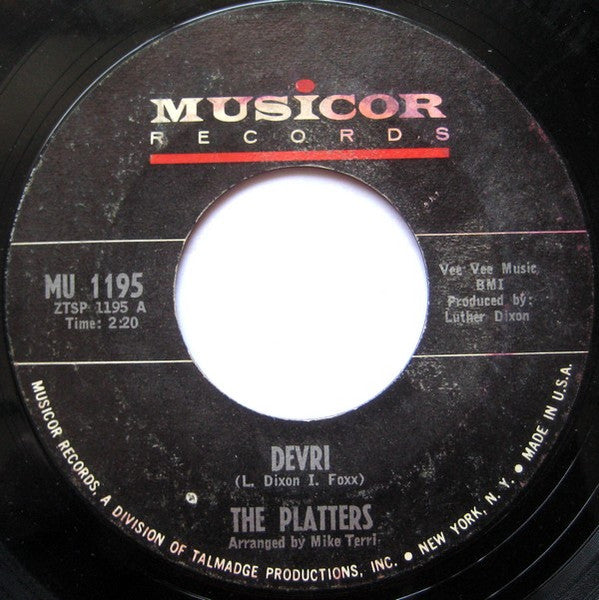 MUSICOR
RECORDS
MU 1195
ZTSP 1195 A
Time: 2:20
Vee Vee Music
BMI
Produced by:
Luther Dixon
DEVRI
(L. Dixon I. Foxx)
THE PLATTERS
Arranged by Mike Terri
MUSICOR RECORDS, A DIVISION OF TALMADGE PRODUCTIONS, INC. • NEW YORK, N. Y. • MADE IN U.S.A.